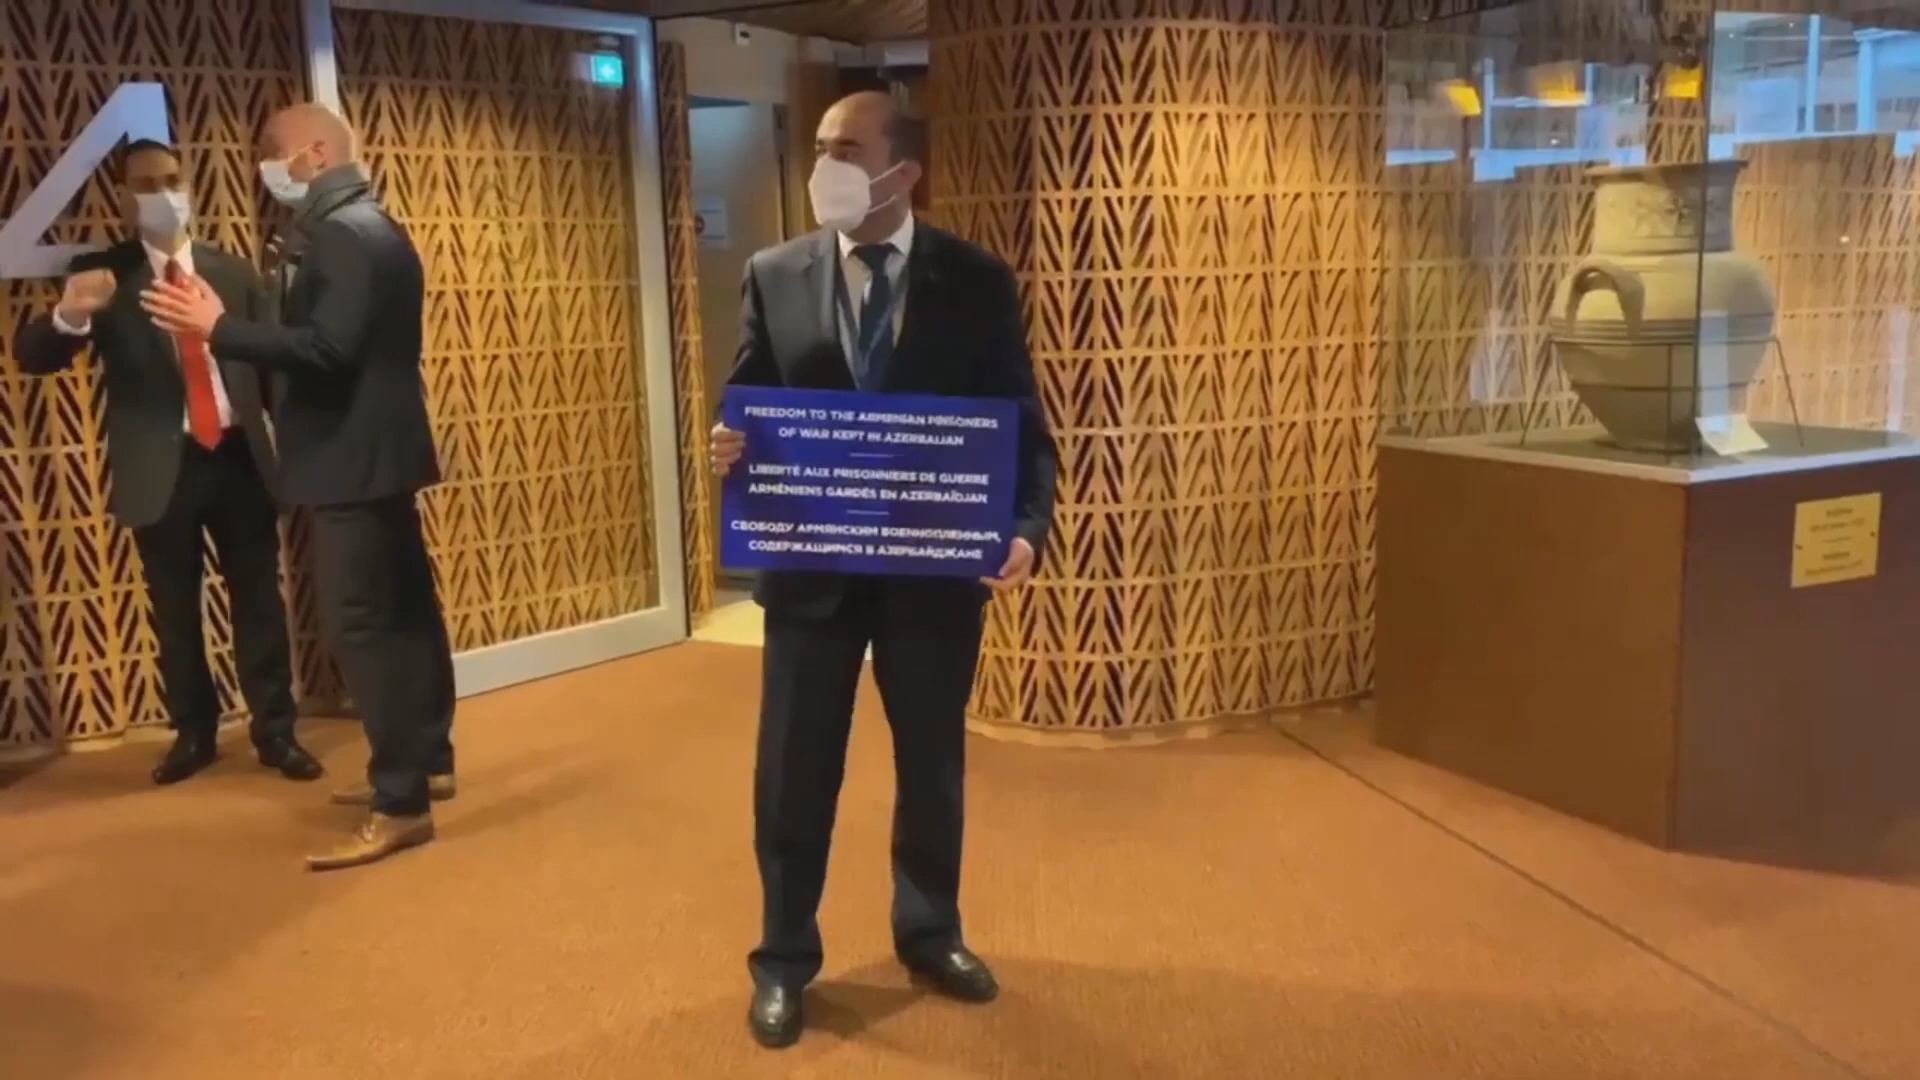 4
FREEDOM TO THE ARMENIAN PRISONERS
OF WAR KEPT IN AZERBAIJAN
LIBERTÉ AUX PRISONNIERS DE GUERRE
ARMÉNIENS GARDÉS EN AZERBAÏDJAN
СВОБОДУ АРМЯНСКИМ ВОЕННОПЛЕННЫМ,
СОДЕРЖАЩИМСЯ В АЗЕРБАЙДЖАНЕ